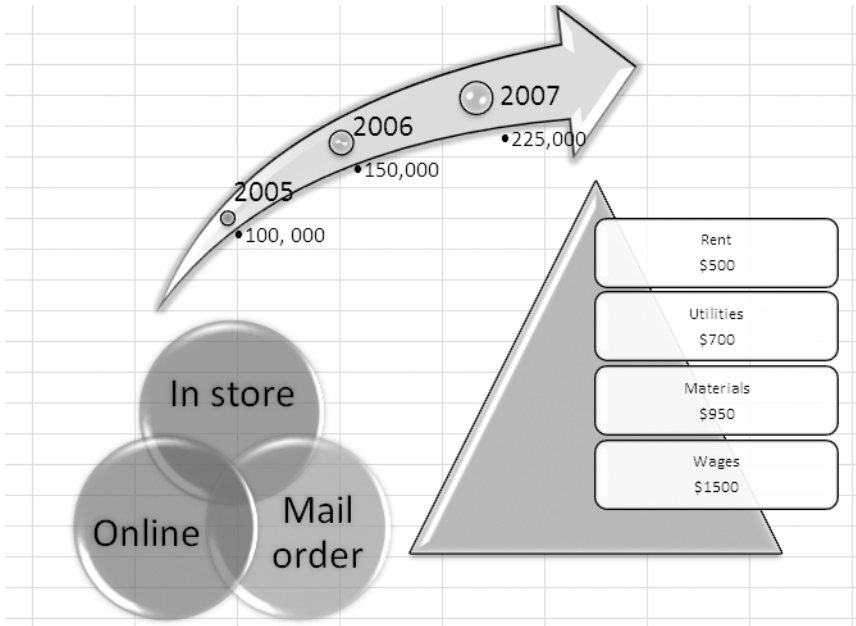 2005
•100, 000
2006
•150,000
2007
•225,000
Rent
$500
Utilities
$700
Materials
$950
Wages
$1500
In store
Online
Mail
order